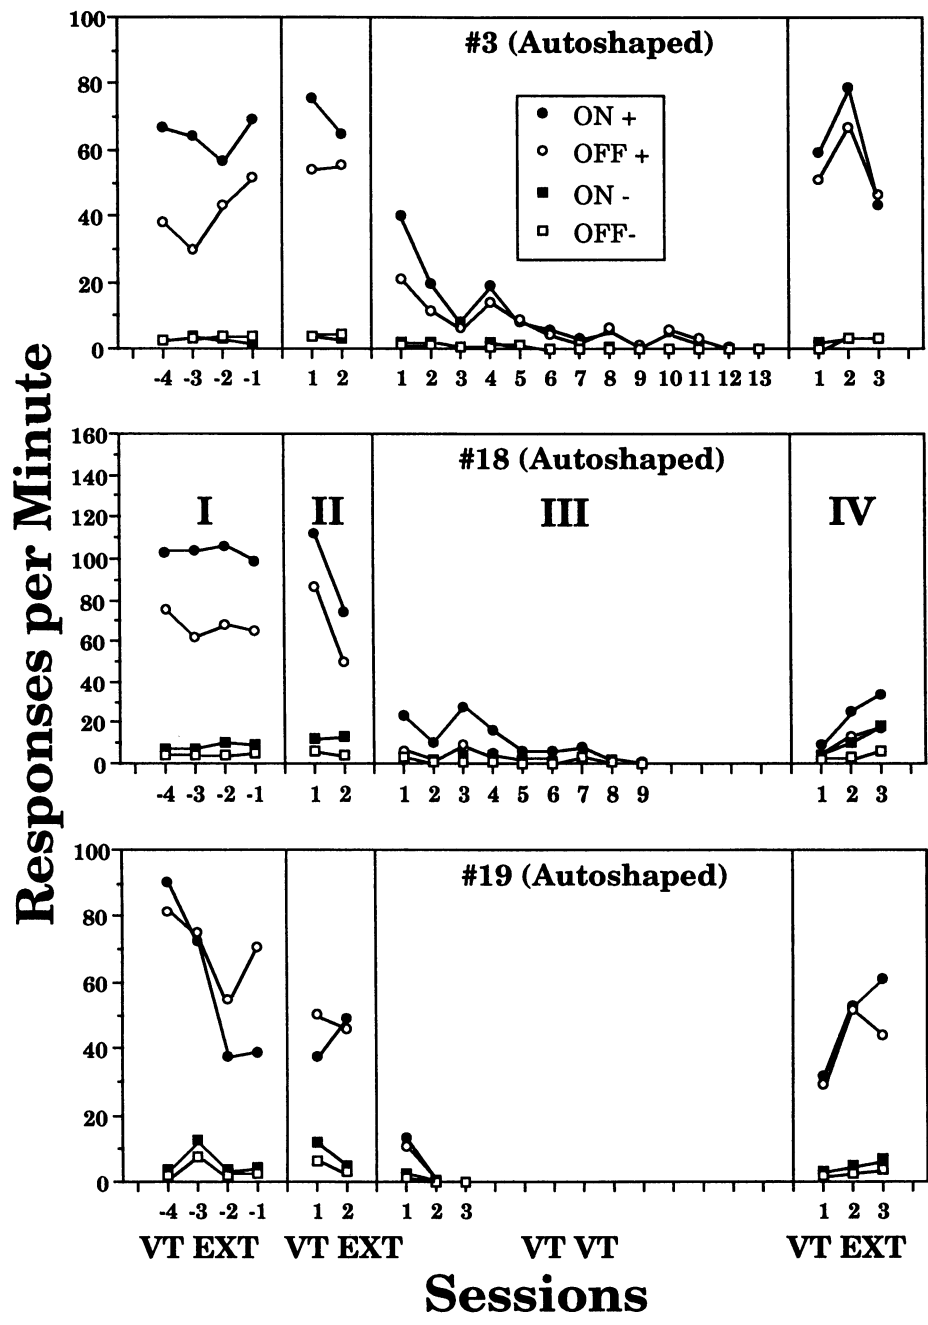 Responses per Minute
#3 (Autoshaped)
ON +
OFF +
ON -
OFF-
100
80
60
40
20
0
-4 -3 -2 -1 1 2 1 2 3 4 5 6 7 8 9 10 11 12 13 1 2 3
#18 (Autoshaped)
I II III IV
160
140
120
100
80
60
40
20
0
-4 -3 -2 -1 1 2 1 2 3 4 5 6 7 8 9 1 2 3
#19 (Autoshaped)
100
80
60
40
20
0
-4 -3 -2 -1 1 2 1 2 3 1 2 3
VT EXT VT EXT VT VT VT EXT
Sessions